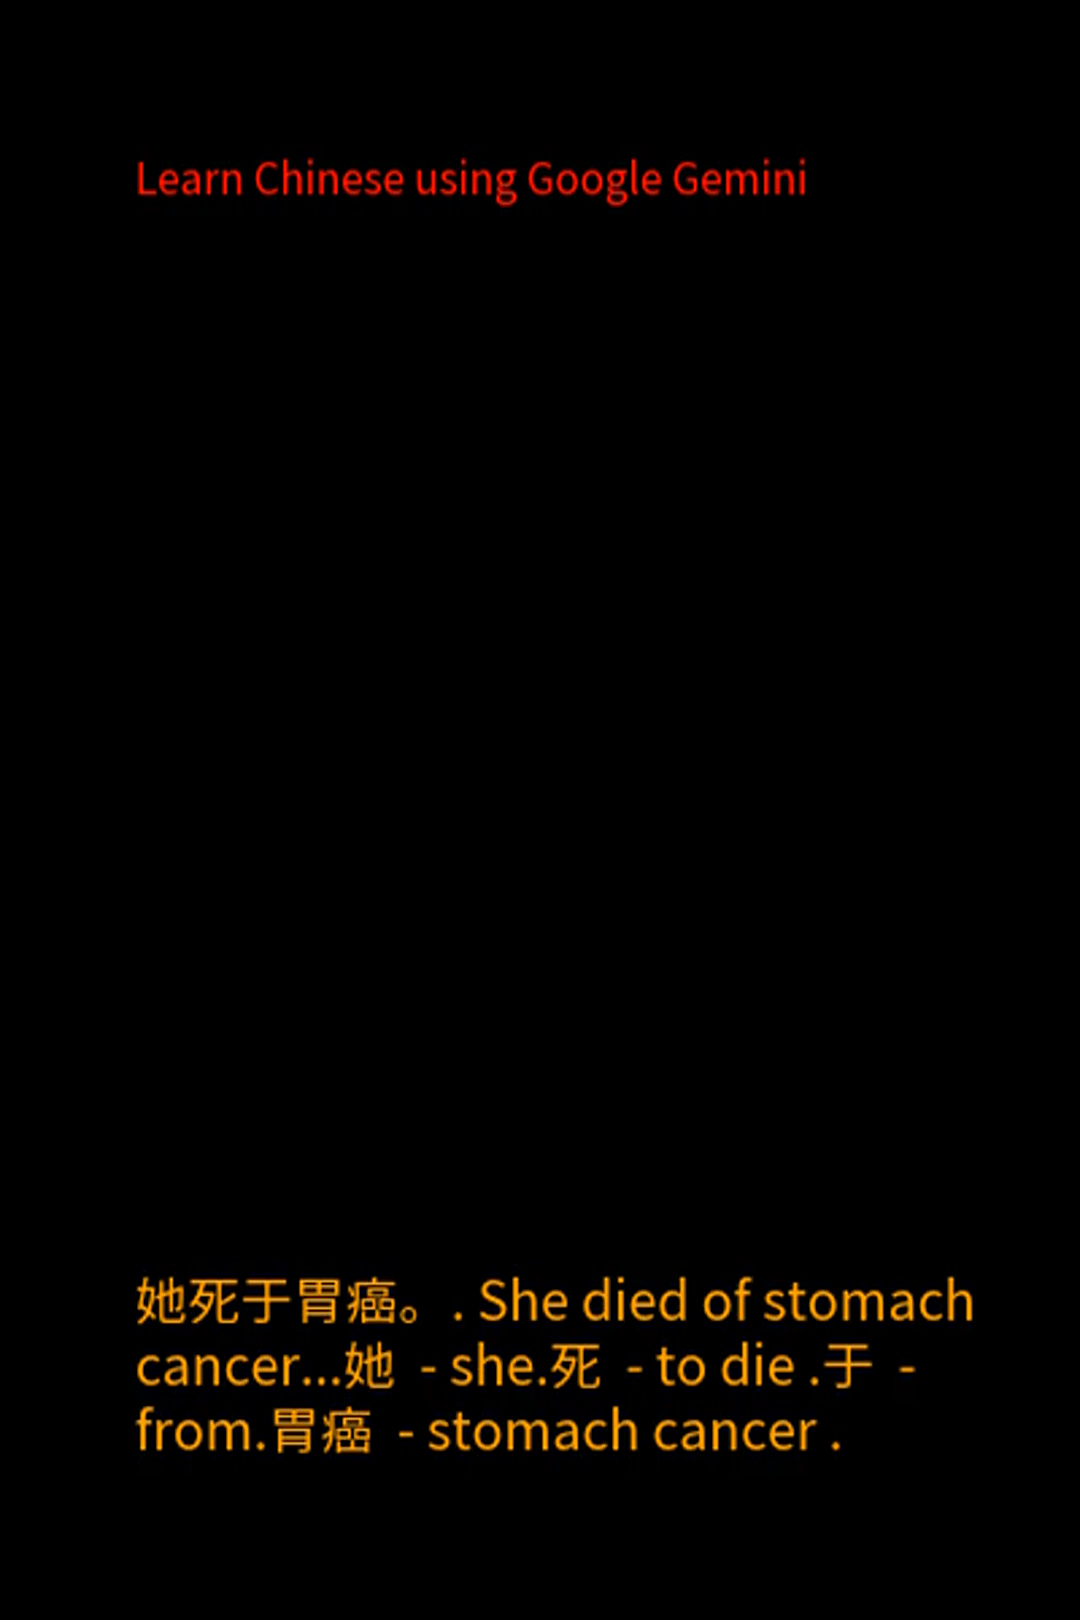 Learn Chinese using Google Gemini
她死于胃癌。. She died of stomach
cancer...她 - she.死 - to die .于 -
from.胃癌 - stomach cancer .